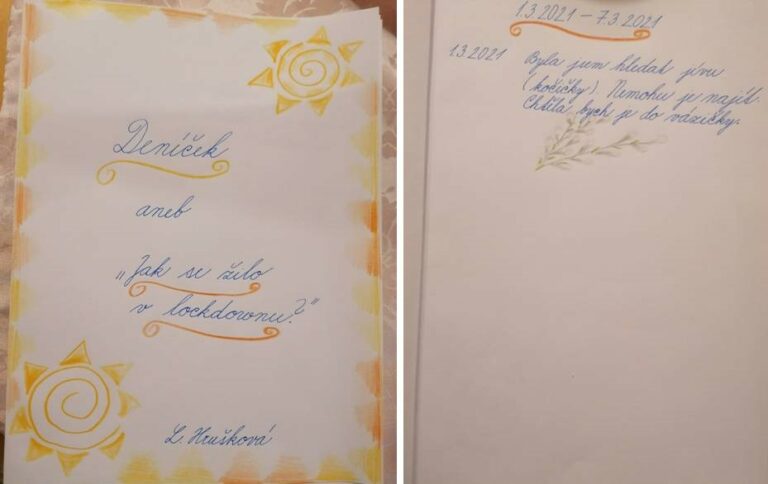 Deníček
aneb
„Jak se žilo
v lockdownu?“
L. Hrušková
1.3.2021 – 7.3.2021
1.3.2021 Byla jsem hledat jívu
(kočičky). Nemohu je najít.
Chtěla bych je do vázičky.